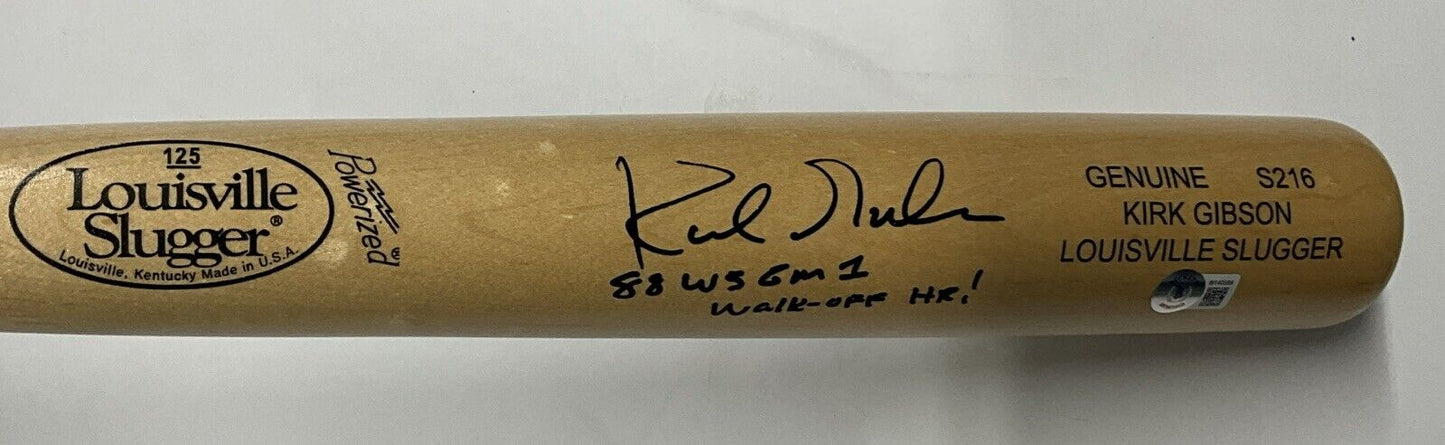 125
Louisville
Slugger®
Louisville, Kentucky Made in U.S.A.
Powerized
Kirk Gibson
88 WS GM 1
Walk-OFF HR!
GENUINE S216
KIRK GIBSON
LOUISVILLE SLUGGER